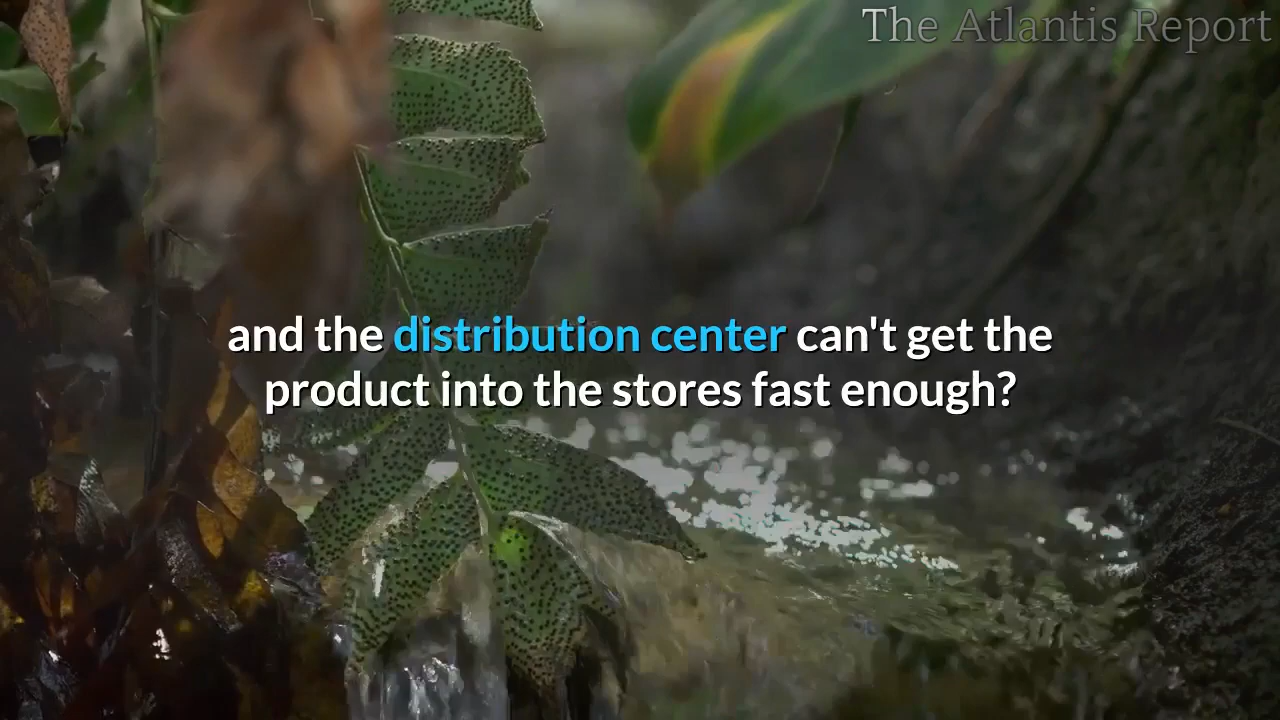 The Atlantis Report
and the distribution center can't get the
product into the stores fast enough?